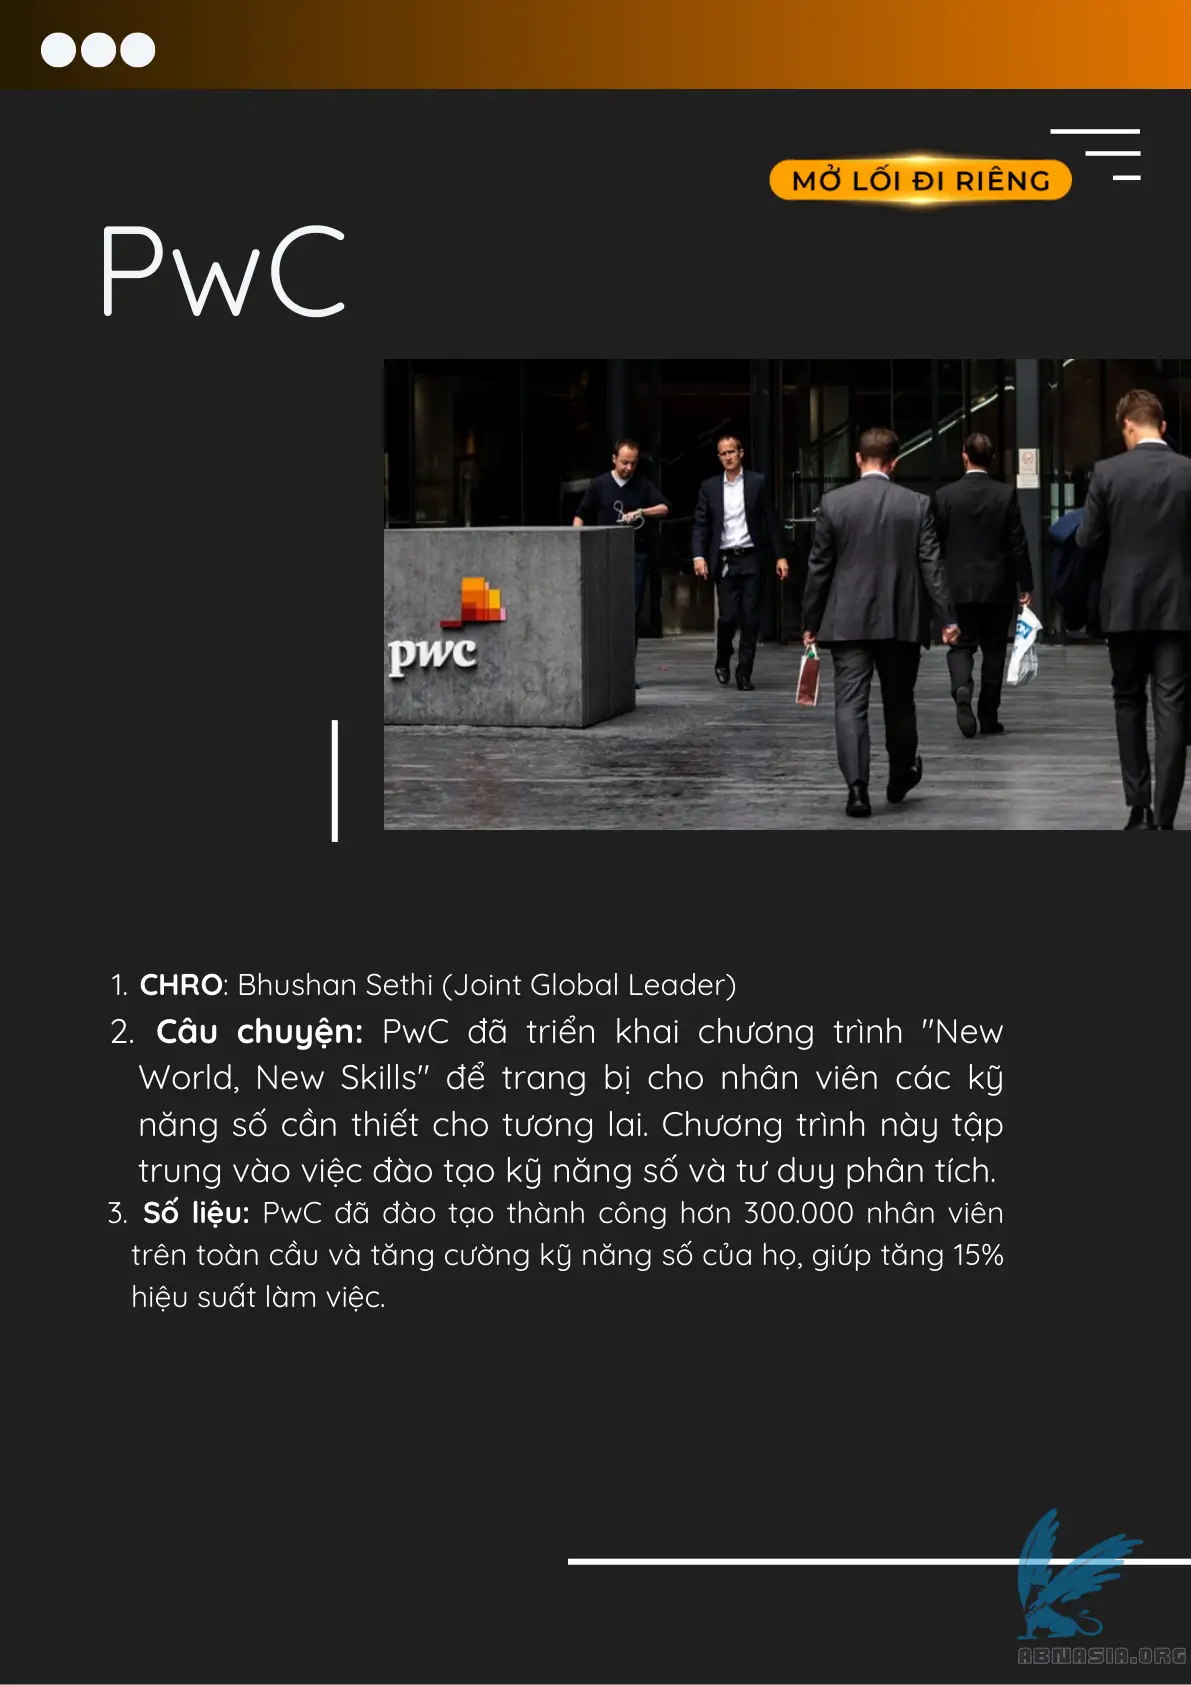 MỞ LỐI ĐI RIÊNG
PwC
pwc
1. CHRO: Bhushan Sethi (Joint Global Leader)
2. Câu chuyện: PwC đã triển khai chương trình "New
World, New Skills" để trang bị cho nhân viên các kỹ
năng số cần thiết cho tương lai. Chương trình này tập
trung vào việc đào tạo kỹ năng số và tư duy phân tích.
3. Số liệu: PwC đã đào tạo thành công hơn 300.000 nhân viên
trên toàn cầu và tăng cường kỹ năng số của họ, giúp tăng 15%
hiệu suất làm việc.
ABNASIA.ORG